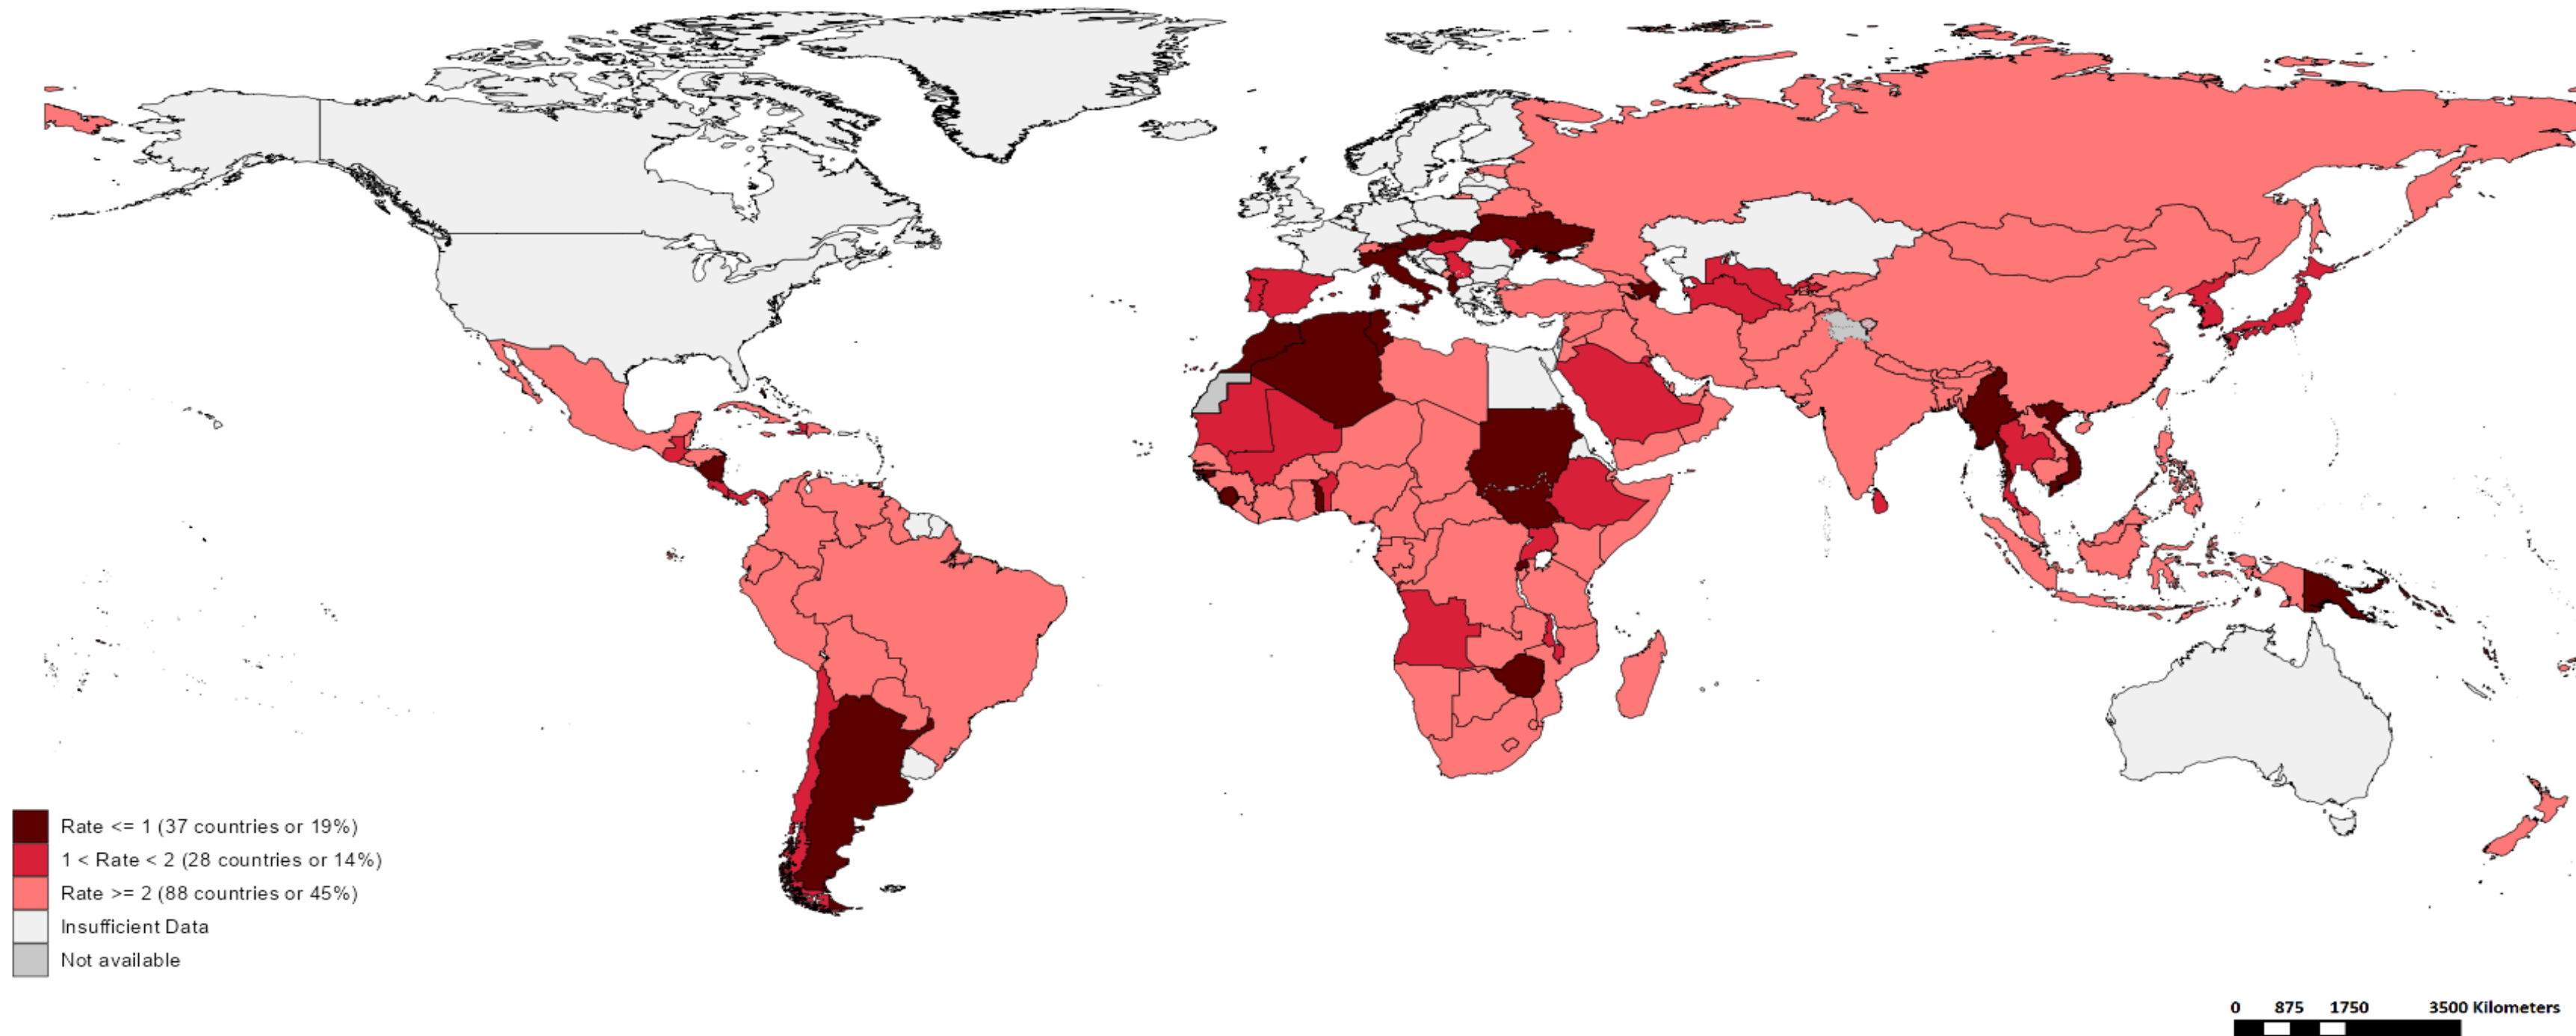 Rate <= 1 (37 countries or 19%)
1 < Rate < 2 (28 countries or 14%)
Rate >= 2 (88 countries or 45%)
Insufficient Data
Not available
0 875 1750 3500 Kilometers